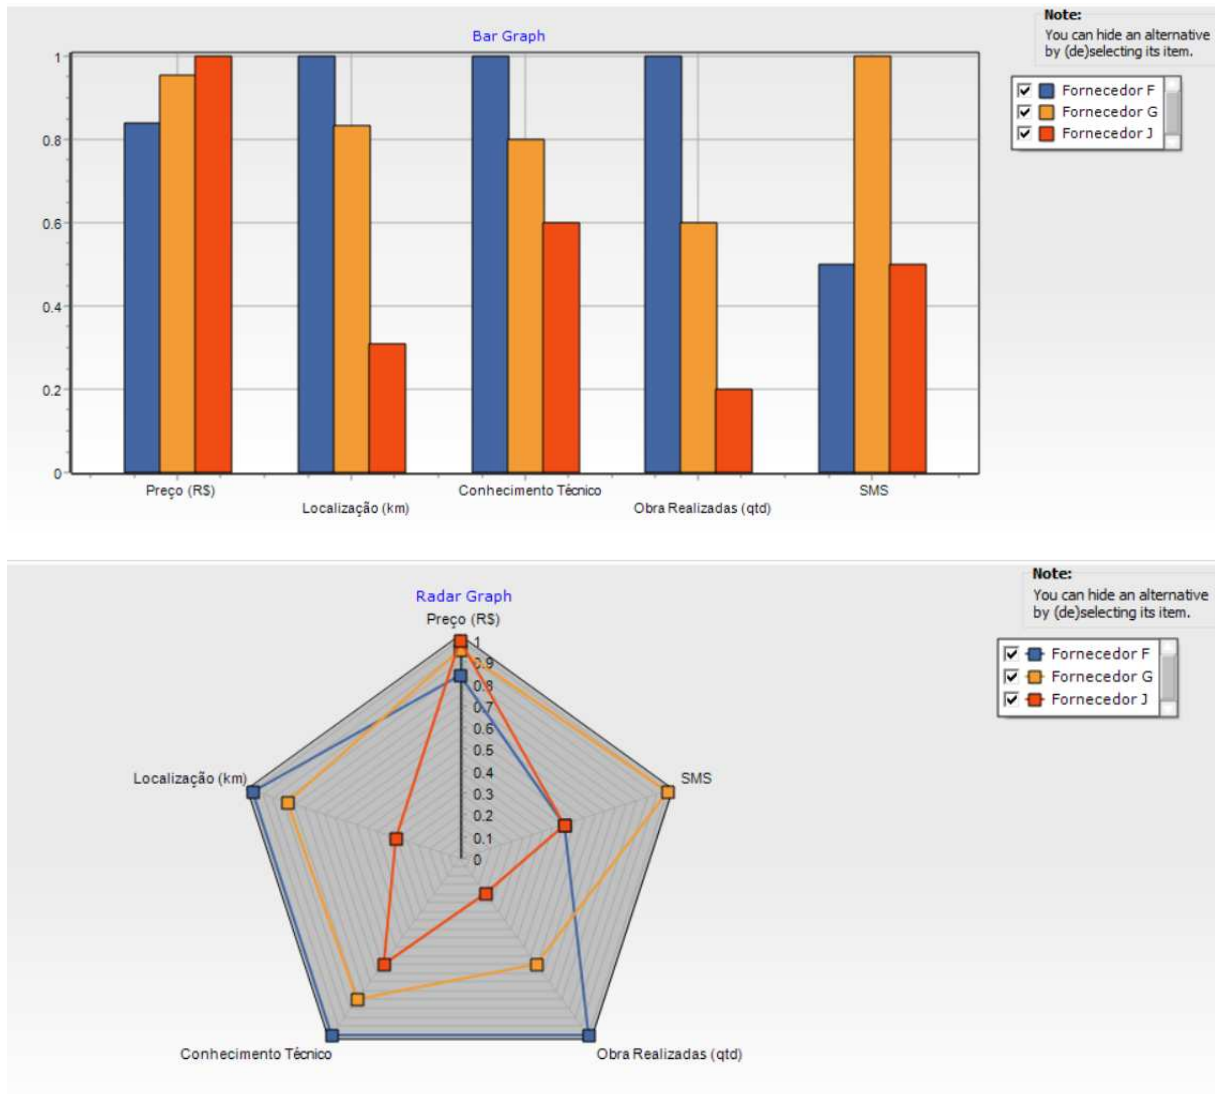 Bar Graph
Note:
You can hide an alternative
by (de)selecting its item.
Fornecedor F
Fornecedor G
Fornecedor J
1
0.8
0.6
0.4
0.2
0
Preço (R$)
Localização (km)
Conhecimento Técnico
Obra Realizadas (qtd)
SMS
Radar Graph
Note:
You can hide an alternative
by (de)selecting its item.
Fornecedor F
Fornecedor G
Fornecedor J
Preço (R$)
1
0.9
0.8
0.7
0.6
0.5
0.4
0.3
0.2
0.1
0
Localização (km)
SMS
Conhecimento Técnico
Obra Realizadas (qtd)